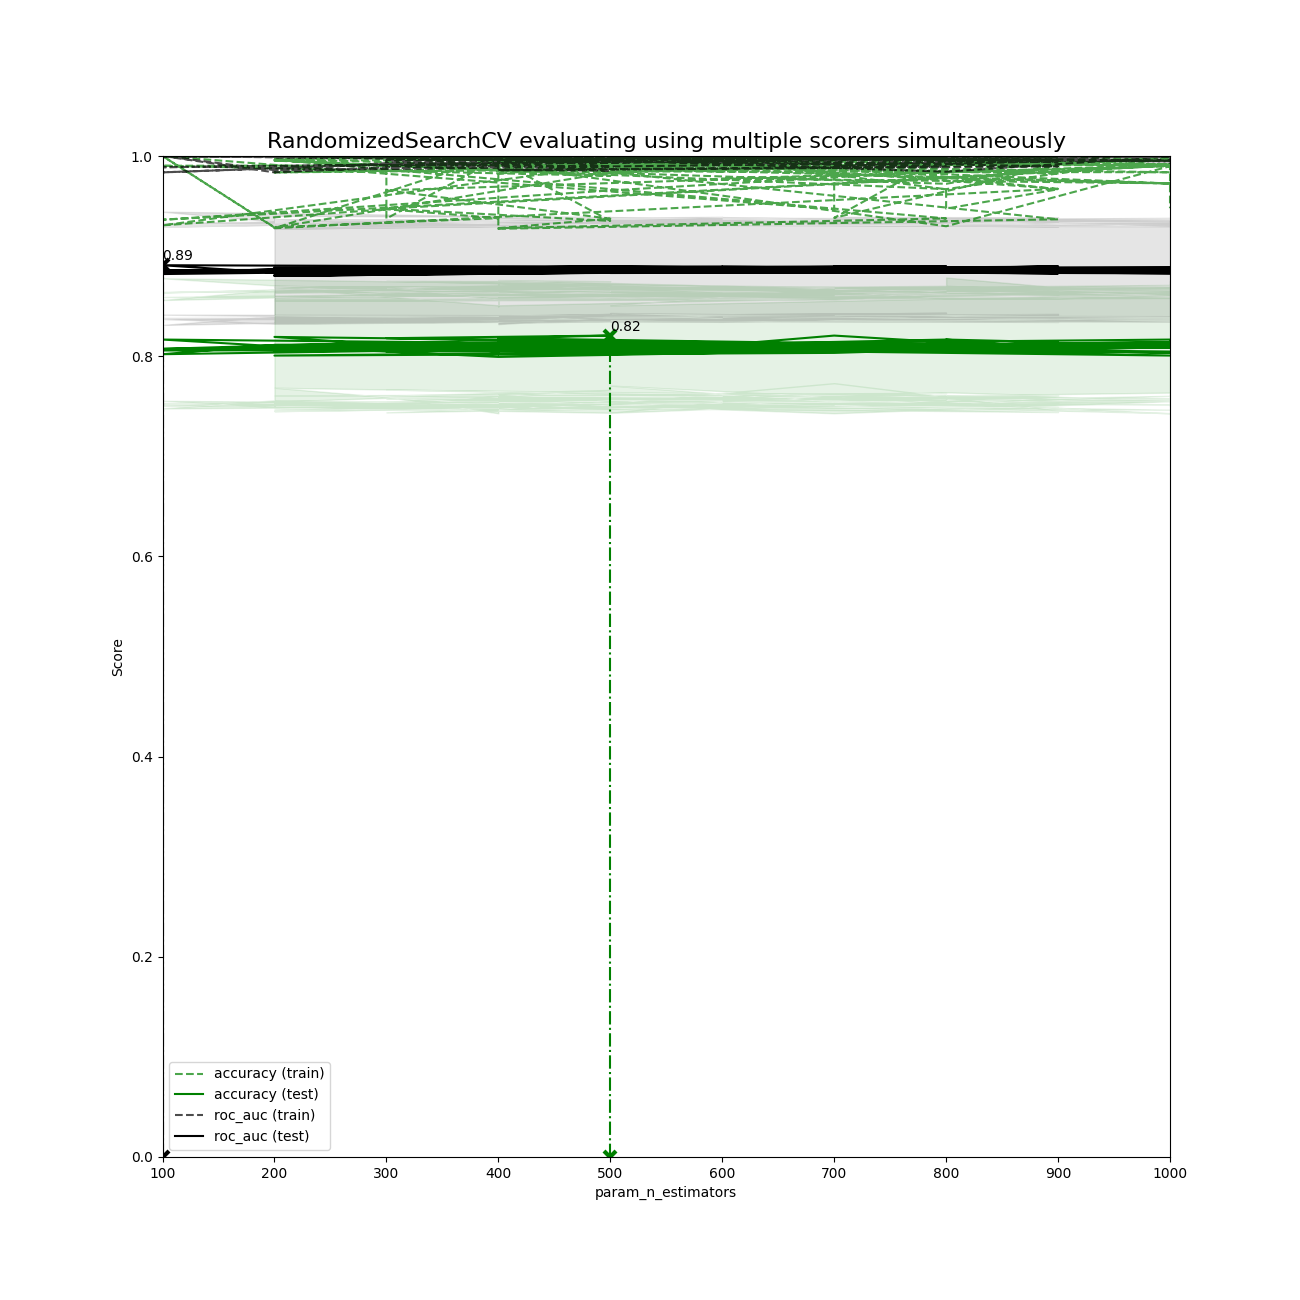 RandomizedSearchCV evaluating using multiple scorers simultaneously
1.0
0.89
0.82
0.8
0.6
Score
0.4
0.2
accuracy (train)
accuracy (test)
roc_auc (train)
roc_auc (test)
0.0
100 200 300 400 500 600 700 800 900 1000
param_n_estimators